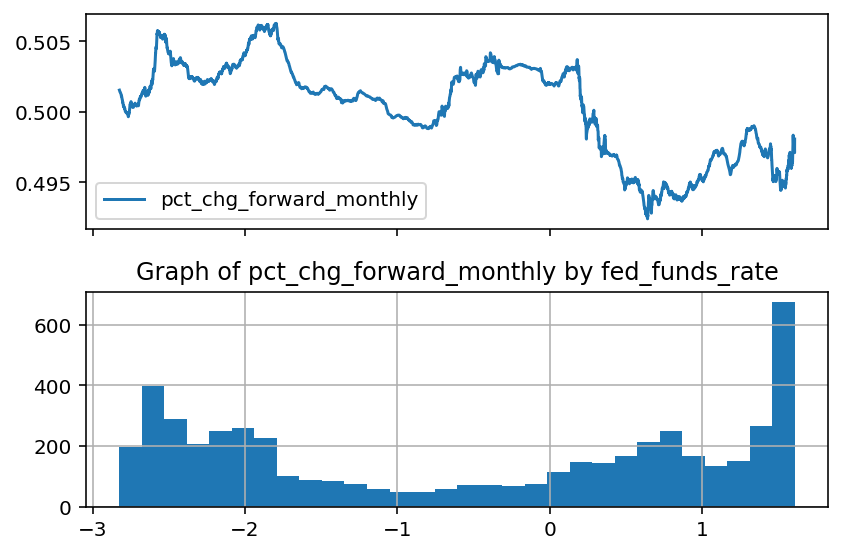 0.505
0.500
0.495
pct_chg_forward_monthly
Graph of pct_chg_forward_monthly by fed_funds_rate
600
400
200
0
−3 −2 −1 0 1